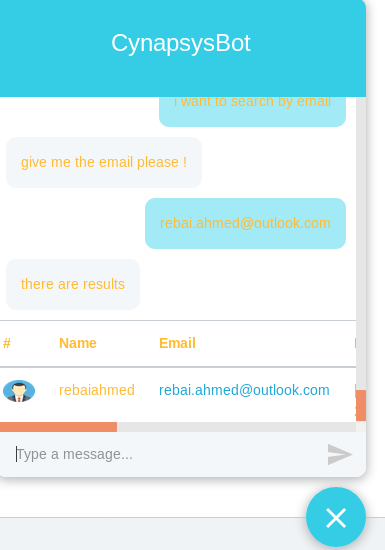 CynapsysBot
i want to search by email
give me the email please !
rebai.ahmed@outlook.com
there are results
# Name Email
rebaiahmed rebai.ahmed@outlook.com
Type a message...